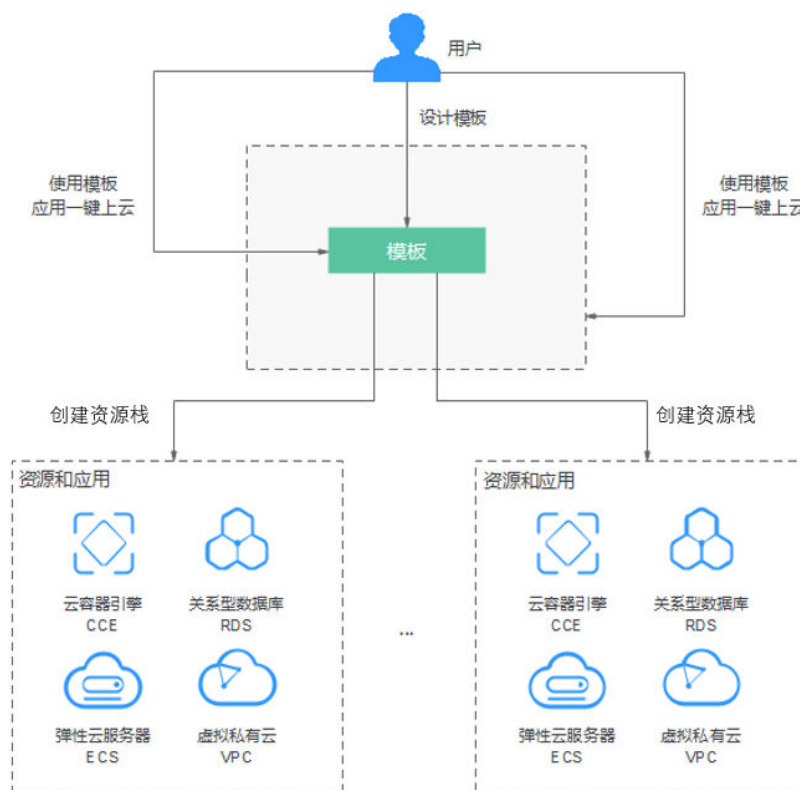 用户
设计模板
使用模板
应用一键上云
使用模板
应用一键上云
模板
创建资源栈
创建资源栈
资源和应用
云容器引擎
CCE
关系型数据库
RDS
弹性云服务器
ECS
虚拟私有云
VPC
...
资源和应用
云容器引擎
CCE
关系型数据库
RDS
弹性云服务器
ECS
虚拟私有云
VPC